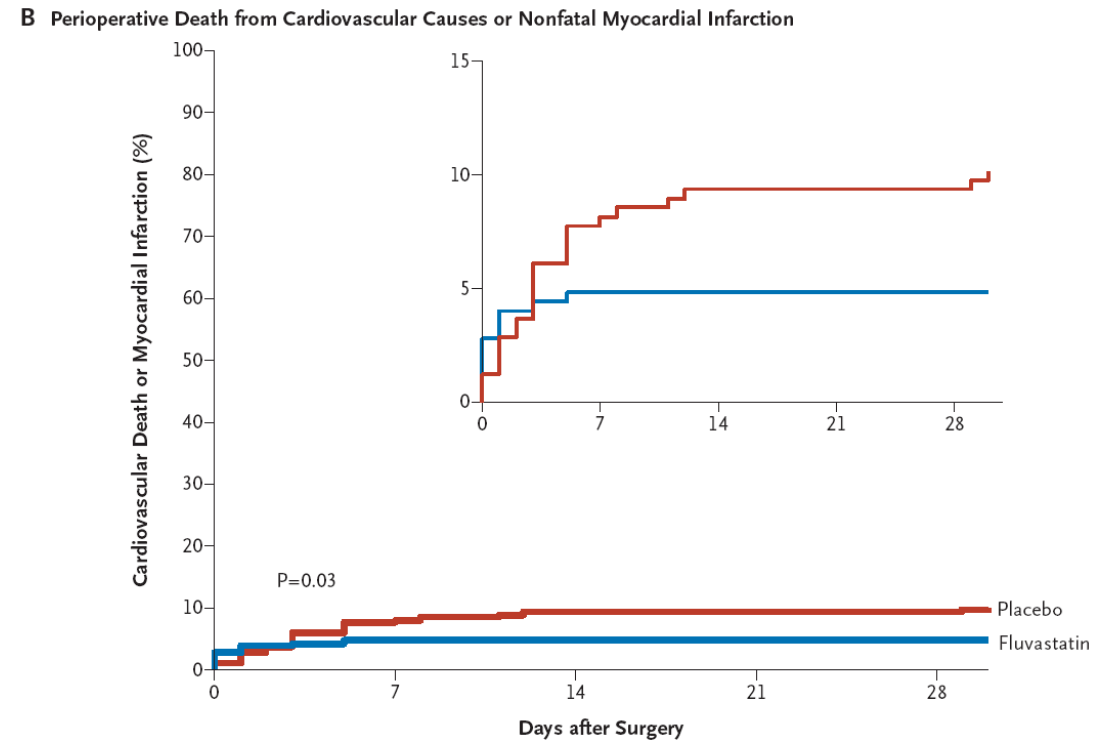 B Perioperative Death from Cardiovascular Causes or Nonfatal Myocardial Infarction
Cardiovascular Death or Myocardial Infarction (%)
100
90
80
70
60
50
40
30
20
10
0
15
10
5
0
0 7 14 21 28
P=0.03
Placebo
Fluvastatin
0 7 14 21 28
Days after Surgery